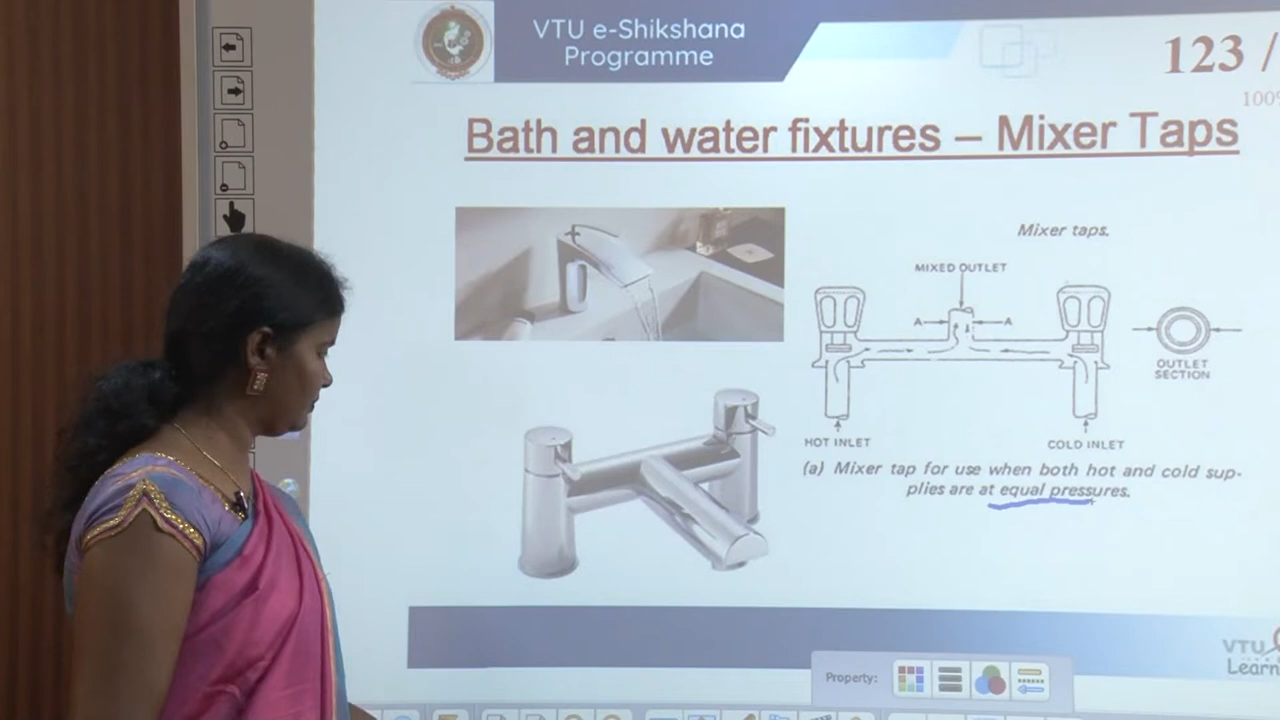 VTU e-Shikshana
Programme
123 /
100%
Bath and water fixtures – Mixer Taps
Mixer taps.
MIXED OUTLET
A A
OUTLET
SECTION
HOT INLET COLD INLET
(a) Mixer tap for use when both hot and cold sup-
plies are at equal pressures.
VTU
Learn
Property: